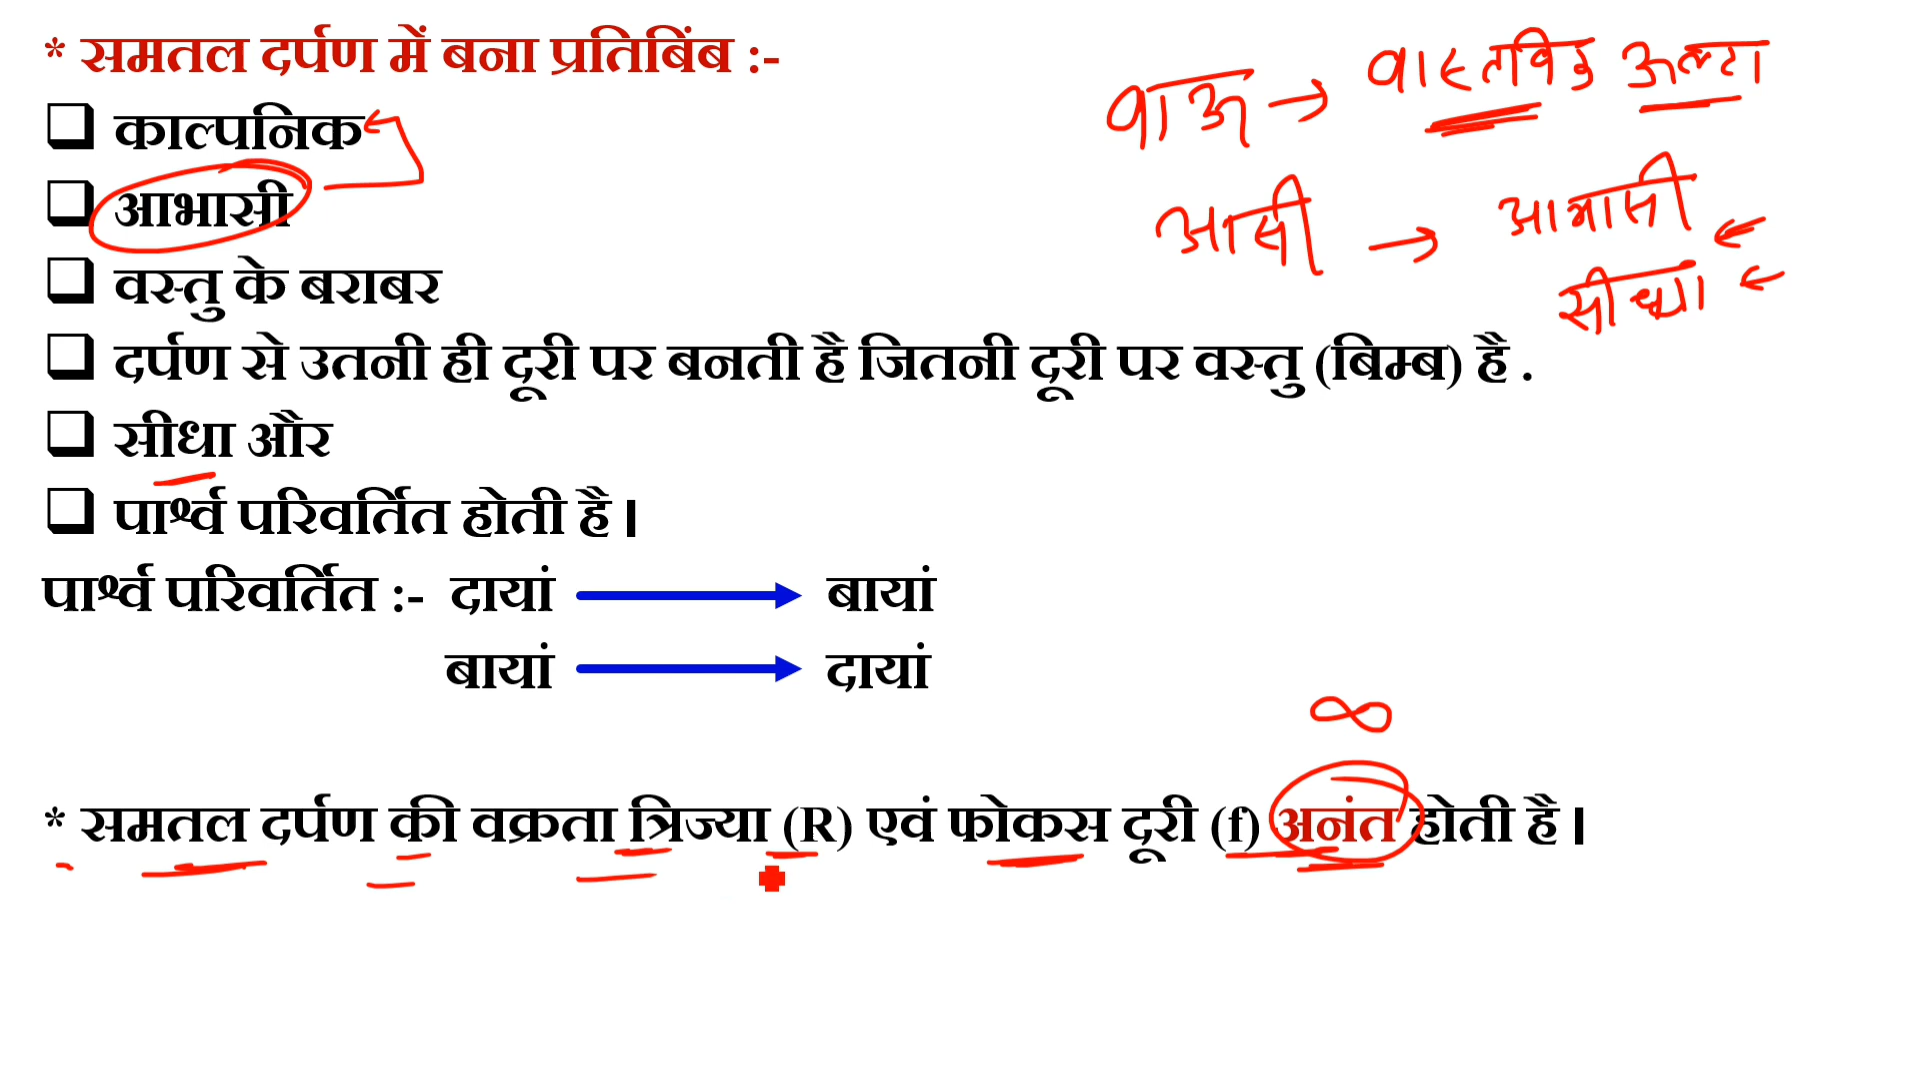 * समतल दर्पण में बना प्रतिबिंब :-
वाऊ → वास्तविक उल्टा
❑ काल्पनिक
❑ आभासी
आसी → आभासी
सीधा
❑ वस्तु के बराबर
❑ दर्पण से उतनी ही दूरी पर बनती है जितनी दूरी पर वस्तु (बिम्ब) है .
❑ सीधा और
❑ पार्श्व परिवर्तित होती है।
पार्श्व परिवर्तित :- दायां → बायां
बायां → दायां
∞
* समतल दर्पण की वक्रता त्रिज्या (R) एवं फोकस दूरी (f) अनंत होती है।